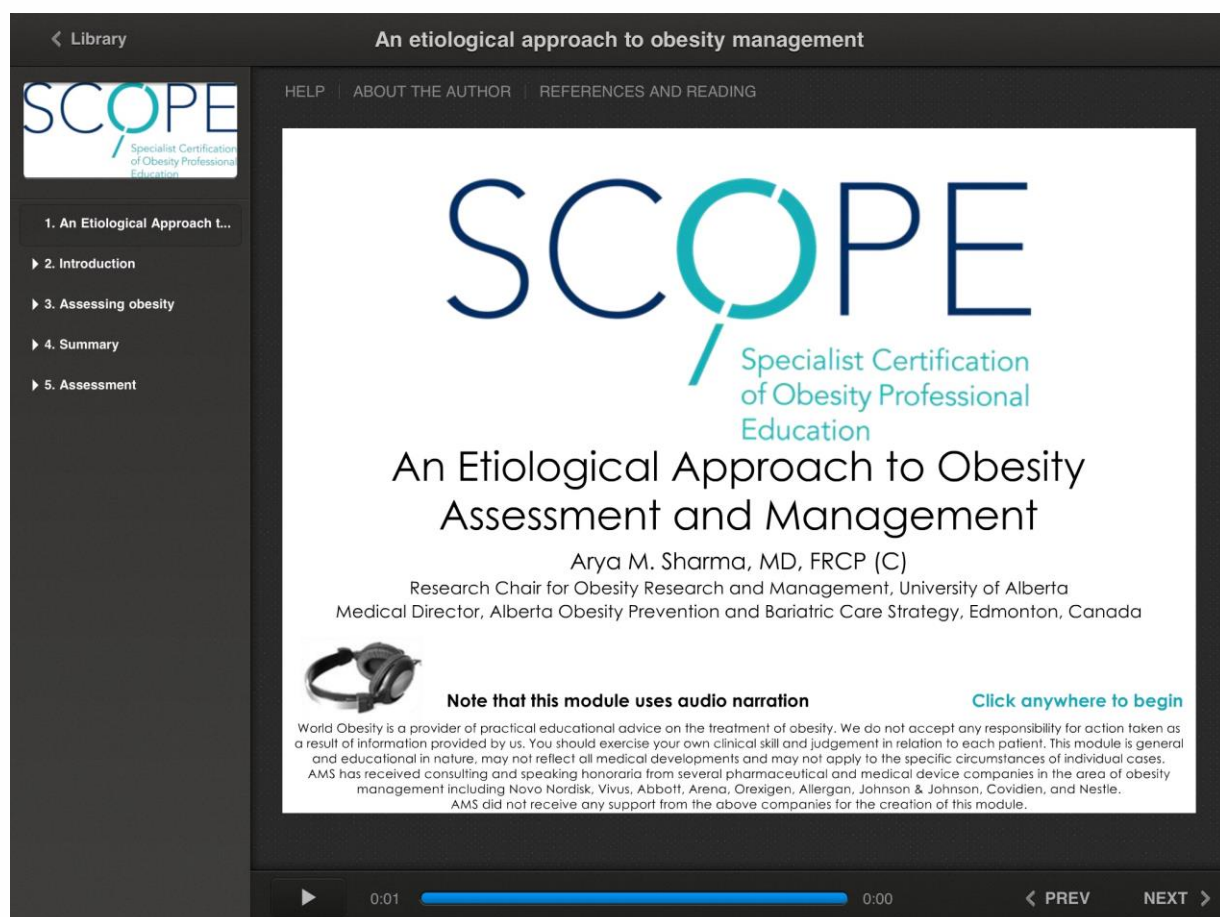 Library
An etiological approach to obesity management
SCOPE
Specialist Certification
of Obesity Professional
Education
1. An Etiological Approach t...
2. Introduction
3. Assessing obesity
4. Summary
5. Assessment
HELP | ABOUT THE AUTHOR | REFERENCES AND READING
SCOPE
Specialist Certification
of Obesity Professional
Education
An Etiological Approach to Obesity
Assessment and Management
Arya M. Sharma, MD, FRCP (C)
Research Chair for Obesity Research and Management, University of Alberta
Medical Director, Alberta Obesity Prevention and Bariatric Care Strategy, Edmonton, Canada
Note that this module uses audio narration
Click anywhere to begin
World Obesity is a provider of practical educational advice on the treatment of obesity. We do not accept any responsibility for action taken as
a result of information provided by us. You should exercise your own clinical skill and judgement in relation to each patient. This module is general
and educational in nature, may not reflect all medical developments and may not apply to the specific circumstances of individual cases.
AMS has received consulting and speaking honoraria from several pharmaceutical and medical device companies in the area of obesity
management including Novo Nordisk, Vivus, Abbott, Arena, Orexigen, Allergan, Johnson & Johnson, Covidien, and Nestle.
AMS did not receive any support from the above companies for the creation of this module.
0:01
0:00
PREV
NEXT